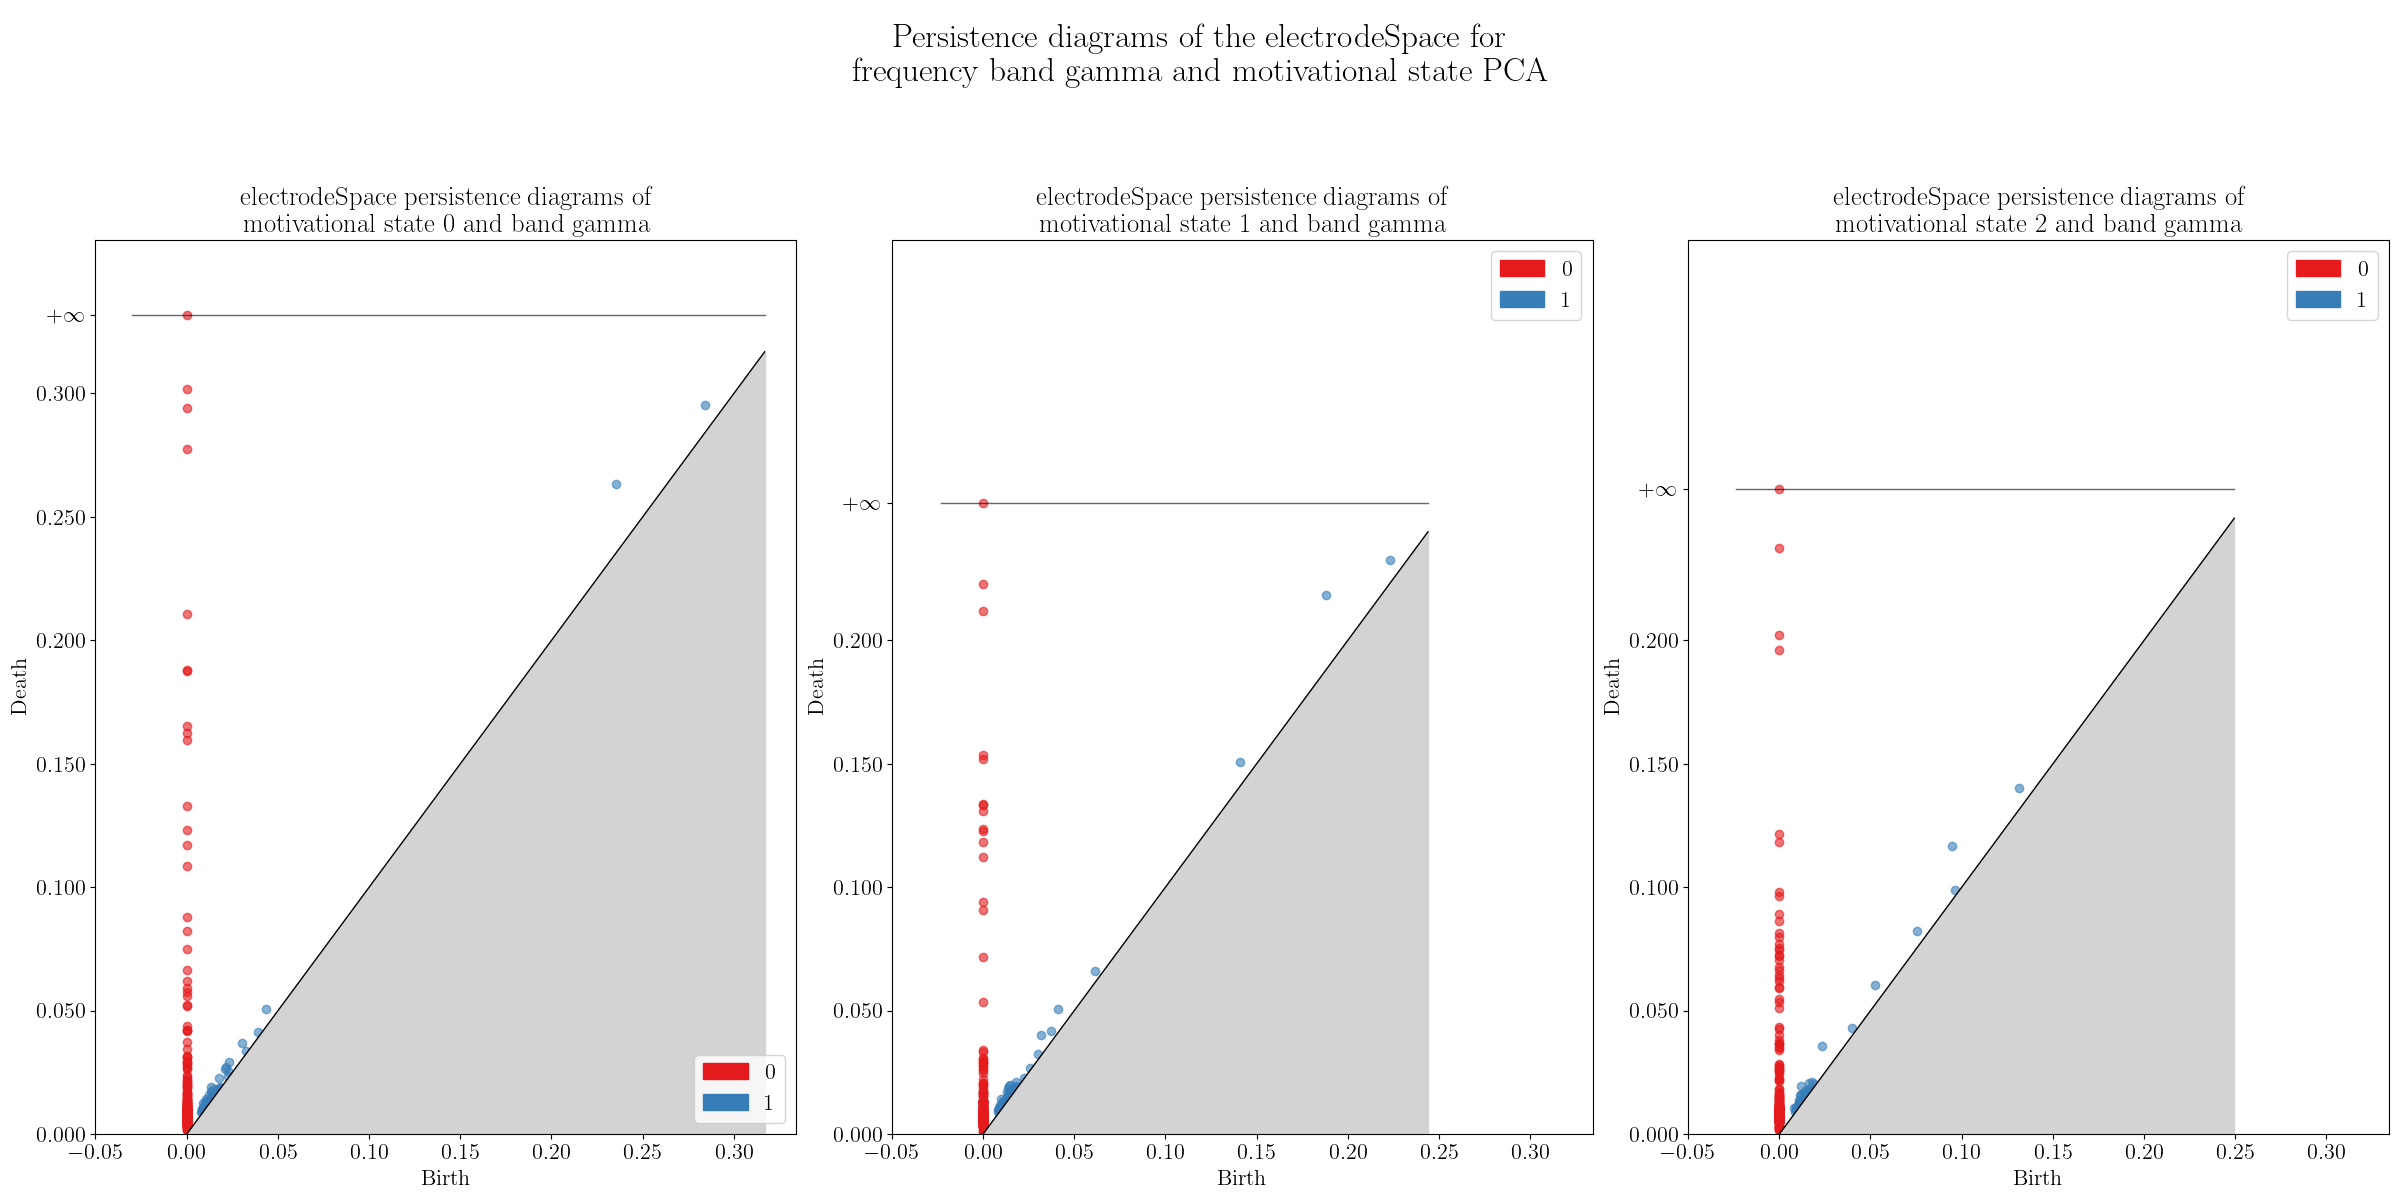 Persistence diagrams of the electrodeSpace for
frequency band gamma and motivational state PCA
electrodeSpace persistence diagrams of
motivational state 0 and band gamma
+∞
0.300
0.250
0.200
0.150
0.100
0.050
0.000
Death
−0.05 0.00 0.05 0.10 0.15 0.20 0.25 0.30
Birth
0
1
electrodeSpace persistence diagrams of
motivational state 1 and band gamma
0
1
+∞
0.200
0.150
0.100
0.050
0.000
Death
−0.05 0.00 0.05 0.10 0.15 0.20 0.25 0.30
Birth
electrodeSpace persistence diagrams of
motivational state 2 and band gamma
0
1
+∞
0.200
0.150
0.100
0.050
0.000
Death
−0.05 0.00 0.05 0.10 0.15 0.20 0.25 0.30
Birth